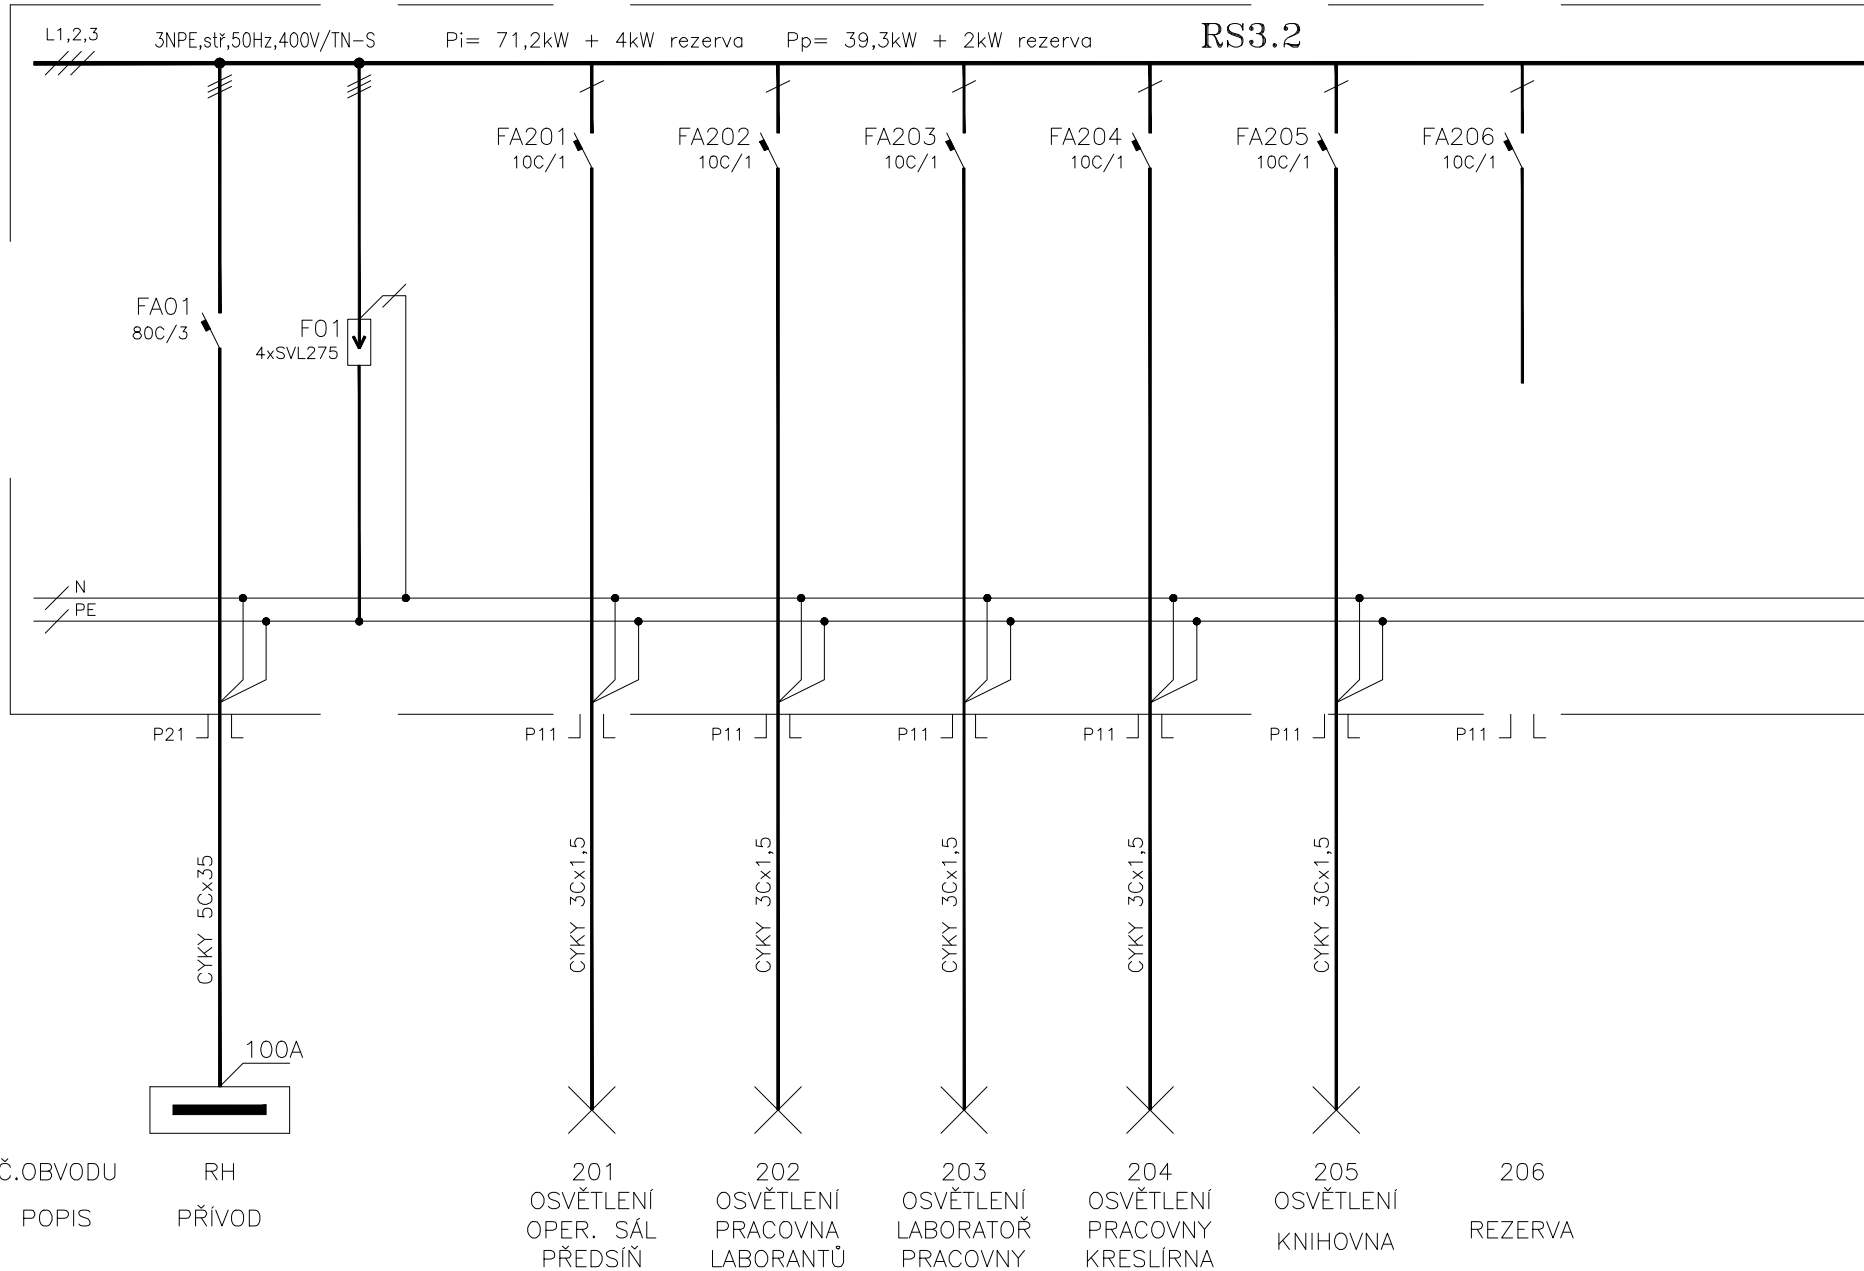 L1,2,3
3NPE,stř,50Hz,400V/TN-S
Pi= 71,2kW + 4kW rezerva
Pp= 39,3kW + 2kW rezerva
RS3.2
FA201
10C/1
FA202
10C/1
FA203
10C/1
FA204
10C/1
FA205
10C/1
FA206
10C/1
FA01
80C/3
F01
4xSVL275
N
PE
P21
P11
P11
P11
P11
P11
P11
CYKY 5Cx35
CYKY 3Cx1,5
CYKY 3Cx1,5
CYKY 3Cx1,5
CYKY 3Cx1,5
CYKY 3Cx1,5
100A
Č.OBVODU
POPIS
RH
PŘÍVOD
201
OSVĚTLENÍ
OPER. SÁL
PŘEDSÍŇ
202
OSVĚTLENÍ
PRACOVNA
LABORANTŮ
203
OSVĚTLENÍ
LABORATOŘ
PRACOVNY
204
OSVĚTLENÍ
PRACOVNY
KRESLÍRNA
205
OSVĚTLENÍ
KNIHOVNA
206
REZERVA